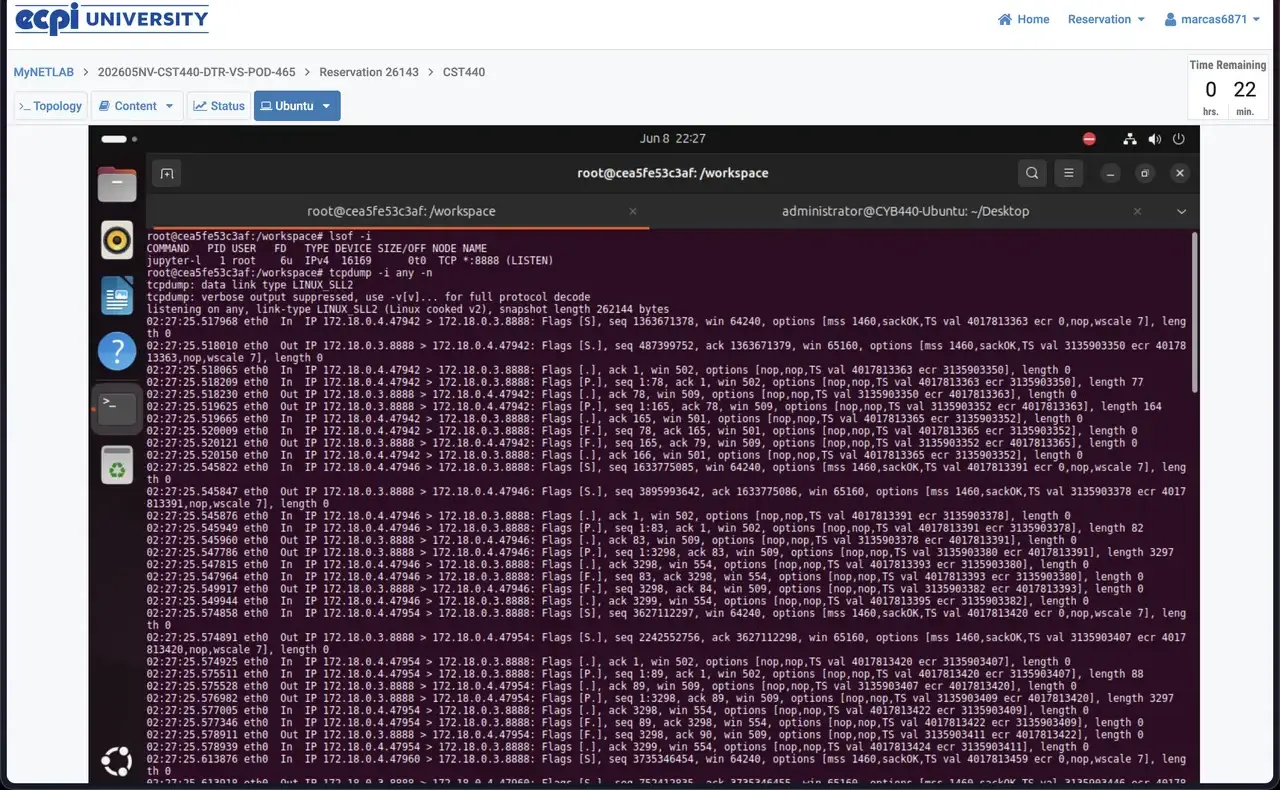 ecpi UNIVERSITY
Home Reservation marcas6871
MyNETLAB > 202605NV-CST440-DTR-VS-POD-465 > Reservation 26143 > CST440
Time Remaining
0 22
hrs. min.
>_ Topology Content Status Ubuntu
Jun 8 22:27
root@cea5fe53c3af: /workspace
root@cea5fe53c3af: /workspace × administrator@CYB440-Ubuntu: ~/Desktop ×
root@cea5fe53c3af:/workspace# lsof -i
COMMAND PID USER FD TYPE DEVICE SIZE/OFF NODE NAME
jupyter-l 1 root 6u IPv4 16169 0t0 TCP *:8888 (LISTEN)
root@cea5fe53c3af:/workspace# tcpdump -i any -n
tcpdump: data link type LINUX_SLL2
tcpdump: verbose output suppressed, use -v[v]... for full protocol decode
listening on any, link-type LINUX_SLL2 (Linux cooked v2), snapshot length 262144 bytes
02:27:25.517968 eth0 In IP 172.18.0.4.47942 > 172.18.0.3.8888: Flags [S], seq 1363671378, win 64240, options [mss 1460,sackOK,TS val 4017813363 ecr 0,nop,wscale 7], leng
th 0
02:27:25.518010 eth0 Out IP 172.18.0.3.8888 > 172.18.0.4.47942: Flags [S.], seq 487399752, ack 1363671379, win 65160, options [mss 1460,sackOK,TS val 3135903350 ecr 40178
13363,nop,wscale 7], length 0
02:27:25.518065 eth0 In IP 172.18.0.4.47942 > 172.18.0.3.8888: Flags [.], ack 1, win 502, options [nop,nop,TS val 4017813363 ecr 3135903350], length 0
02:27:25.518209 eth0 In IP 172.18.0.4.47942 > 172.18.0.3.8888: Flags [P.], seq 1:78, ack 1, win 502, options [nop,nop,TS val 4017813363 ecr 3135903350], length 77
02:27:25.518230 eth0 Out IP 172.18.0.3.8888 > 172.18.0.4.47942: Flags [.], ack 78, win 509, options [nop,nop,TS val 3135903350 ecr 4017813363], length 0
02:27:25.519625 eth0 Out IP 172.18.0.3.8888 > 172.18.0.4.47942: Flags [P.], seq 1:165, ack 78, win 509, options [nop,nop,TS val 3135903352 ecr 4017813363], length 164
02:27:25.519665 eth0 In IP 172.18.0.4.47942 > 172.18.0.3.8888: Flags [.], ack 165, win 501, options [nop,nop,TS val 4017813365 ecr 3135903352], length 0
02:27:25.520009 eth0 In IP 172.18.0.4.47942 > 172.18.0.3.8888: Flags [F.], seq 78, ack 165, win 501, options [nop,nop,TS val 4017813365 ecr 3135903352], length 0
02:27:25.520121 eth0 Out IP 172.18.0.3.8888 > 172.18.0.4.47942: Flags [F.], seq 165, ack 79, win 509, options [nop,nop,TS val 3135903352 ecr 4017813365], length 0
02:27:25.520150 eth0 In IP 172.18.0.4.47942 > 172.18.0.3.8888: Flags [.], ack 166, win 501, options [nop,nop,TS val 4017813365 ecr 3135903352], length 0
02:27:25.545822 eth0 In IP 172.18.0.4.47946 > 172.18.0.3.8888: Flags [S], seq 1633775085, win 64240, options [mss 1460,sackOK,TS val 4017813391 ecr 0,nop,wscale 7], leng
th 0
02:27:25.545847 eth0 Out IP 172.18.0.3.8888 > 172.18.0.4.47946: Flags [S.], seq 3895993642, ack 1633775086, win 65160, options [mss 1460,sackOK,TS val 3135903378 ecr 4017
813391,nop,wscale 7], length 0
02:27:25.545876 eth0 In IP 172.18.0.4.47946 > 172.18.0.3.8888: Flags [.], ack 1, win 502, options [nop,nop,TS val 4017813391 ecr 3135903378], length 0
02:27:25.545949 eth0 In IP 172.18.0.4.47946 > 172.18.0.3.8888: Flags [P.], seq 1:83, ack 1, win 502, options [nop,nop,TS val 4017813391 ecr 3135903378], length 82
02:27:25.545960 eth0 Out IP 172.18.0.3.8888 > 172.18.0.4.47946: Flags [.], ack 83, win 509, options [nop,nop,TS val 3135903378 ecr 4017813391], length 0
02:27:25.547786 eth0 Out IP 172.18.0.3.8888 > 172.18.0.4.47946: Flags [P.], seq 1:3298, ack 83, win 509, options [nop,nop,TS val 3135903380 ecr 4017813391], length 3297
02:27:25.547815 eth0 In IP 172.18.0.4.47946 > 172.18.0.3.8888: Flags [.], ack 3298, win 554, options [nop,nop,TS val 4017813393 ecr 3135903380], length 0
02:27:25.547964 eth0 In IP 172.18.0.4.47946 > 172.18.0.3.8888: Flags [F.], seq 83, ack 3298, win 554, options [nop,nop,TS val 4017813393 ecr 3135903380], length 0
02:27:25.549917 eth0 Out IP 172.18.0.3.8888 > 172.18.0.4.47946: Flags [F.], seq 3298, ack 84, win 509, options [nop,nop,TS val 3135903382 ecr 4017813393], length 0
02:27:25.549944 eth0 In IP 172.18.0.4.47946 > 172.18.0.3.8888: Flags [.], ack 3299, win 554, options [nop,nop,TS val 4017813395 ecr 3135903382], length 0
02:27:25.574858 eth0 In IP 172.18.0.4.47954 > 172.18.0.3.8888: Flags [S], seq 3627112297, win 64240, options [mss 1460,sackOK,TS val 4017813420 ecr 0,nop,wscale 7], leng
th 0
02:27:25.574891 eth0 Out IP 172.18.0.3.8888 > 172.18.0.4.47954: Flags [S.], seq 2242552756, ack 3627112298, win 65160, options [mss 1460,sackOK,TS val 3135903407 ecr 4017
813420,nop,wscale 7], length 0
02:27:25.574925 eth0 In IP 172.18.0.4.47954 > 172.18.0.3.8888: Flags [.], ack 1, win 502, options [nop,nop,TS val 4017813420 ecr 3135903407], length 0
02:27:25.575511 eth0 In IP 172.18.0.4.47954 > 172.18.0.3.8888: Flags [P.], seq 1:89, ack 1, win 502, options [nop,nop,TS val 4017813420 ecr 3135903407], length 88
02:27:25.575528 eth0 Out IP 172.18.0.3.8888 > 172.18.0.4.47954: Flags [.], ack 89, win 509, options [nop,nop,TS val 3135903407 ecr 4017813420], length 0
02:27:25.576982 eth0 Out IP 172.18.0.3.8888 > 172.18.0.4.47954: Flags [P.], seq 1:3298, ack 89, win 509, options [nop,nop,TS val 3135903409 ecr 4017813420], length 3297
02:27:25.577005 eth0 In IP 172.18.0.4.47954 > 172.18.0.3.8888: Flags [.], ack 3298, win 554, options [nop,nop,TS val 4017813422 ecr 3135903409], length 0
02:27:25.577346 eth0 In IP 172.18.0.4.47954 > 172.18.0.3.8888: Flags [F.], seq 89, ack 3298, win 554, options [nop,nop,TS val 4017813422 ecr 3135903409], length 0
02:27:25.578911 eth0 Out IP 172.18.0.3.8888 > 172.18.0.4.47954: Flags [F.], seq 3298, ack 90, win 509, options [nop,nop,TS val 3135903411 ecr 4017813422], length 0
02:27:25.578939 eth0 In IP 172.18.0.4.47954 > 172.18.0.3.8888: Flags [.], ack 3299, win 554, options [nop,nop,TS val 4017813424 ecr 3135903411], length 0
02:27:25.613876 eth0 In IP 172.18.0.4.47960 > 172.18.0.3.8888: Flags [S], seq 3735346454, win 64240, options [mss 1460,sackOK,TS val 4017813459 ecr 0,nop,wscale 7], leng
th 0